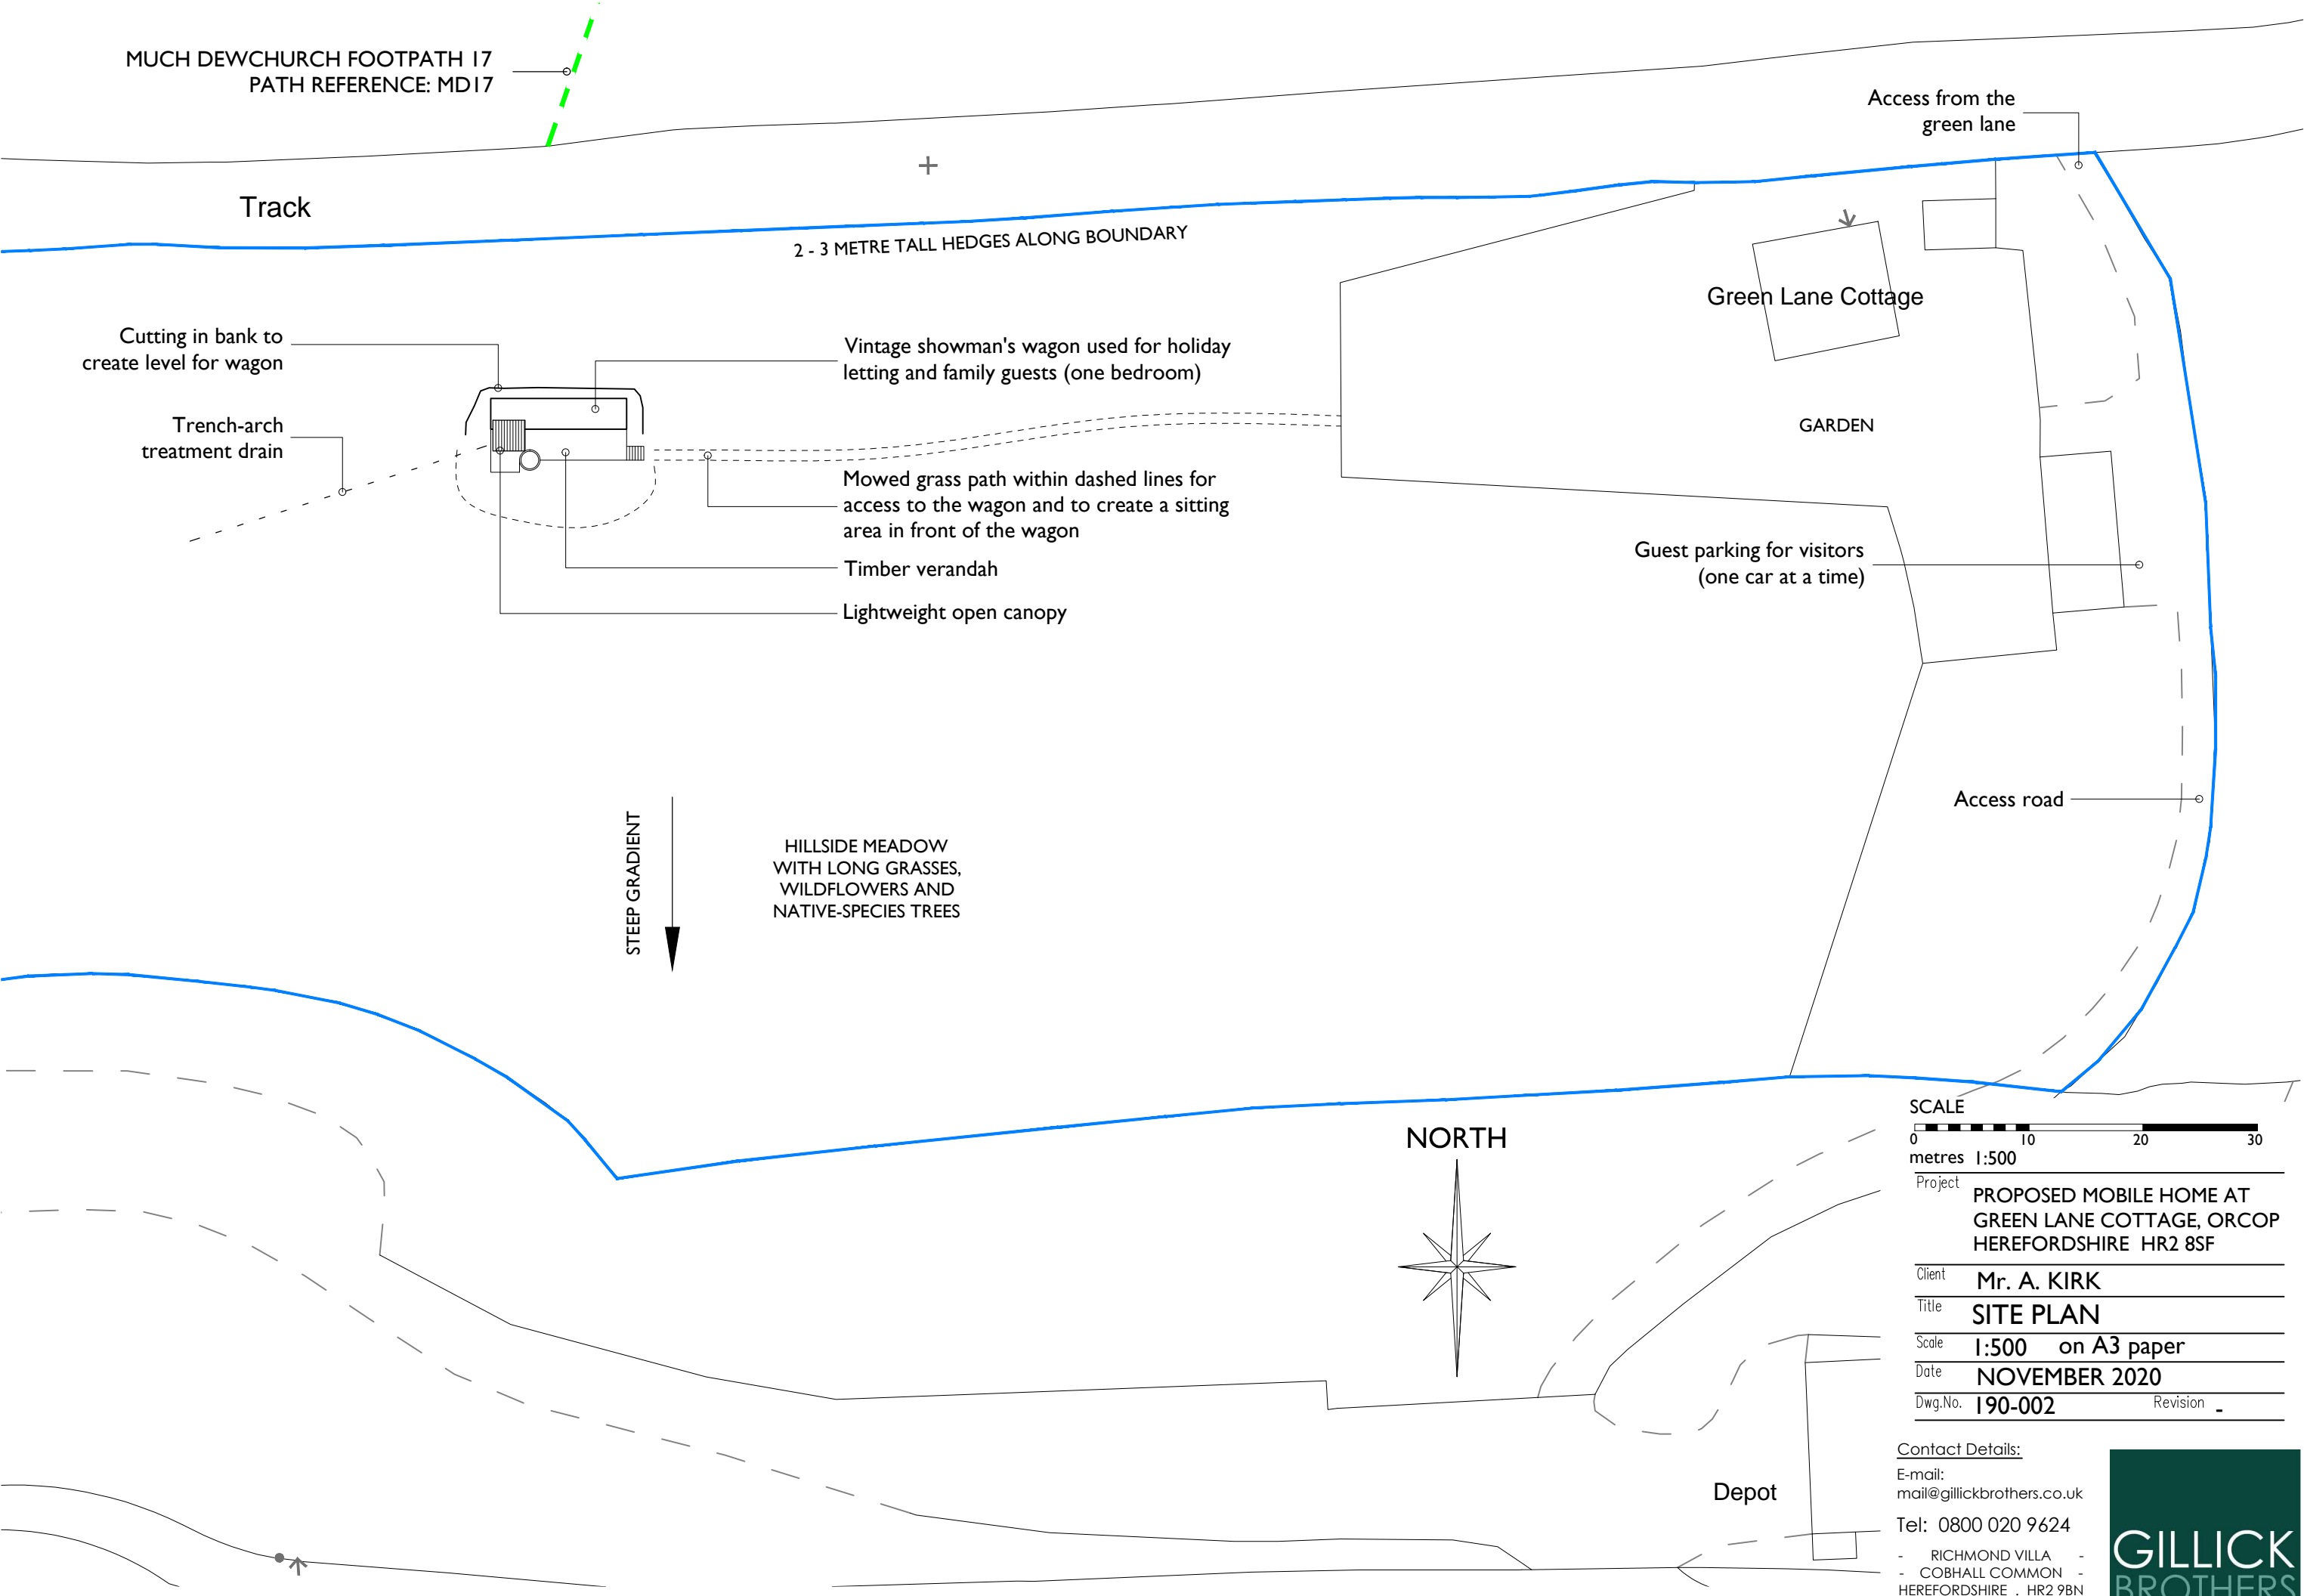 MUCH DEWCHURCH FOOTPATH 17
PATH REFERENCE: MD17
Access from the
green lane
Track
2 - 3 METRE TALL HEDGES ALONG BOUNDARY
Green Lane Cottage
Cutting in bank to
create level for wagon
Vintage showman's wagon used for holiday
letting and family guests (one bedroom)
Trench-arch
treatment drain
GARDEN
Mowed grass path within dashed lines for
access to the wagon and to create a sitting
area in front of the wagon
Guest parking for visitors
(one car at a time)
Timber verandah
Lightweight open canopy
Access road
STEEP GRADIENT
HILLSIDE MEADOW
WITH LONG GRASSES,
WILDFLOWERS AND
NATIVE-SPECIES TREES
NORTH
SCALE
0 10 20 30
metres 1:500
Project PROPOSED MOBILE HOME AT
GREEN LANE COTTAGE, ORCOP
HEREFORDSHIRE HR2 8SF
Client Mr. A. KIRK
Title SITE PLAN
Scale 1:500 on A3 paper
Date NOVEMBER 2020
Dwg.No. 190-002 Revision -
Depot
Contact Details:
E-mail:
mail@gillickbrothers.co.uk
Tel: 0800 020 9624
- RICHMOND VILLA -
- COBHALL COMMON -
HEREFORDSHIRE . HR2 9BN
GILLICK
BROTHERS